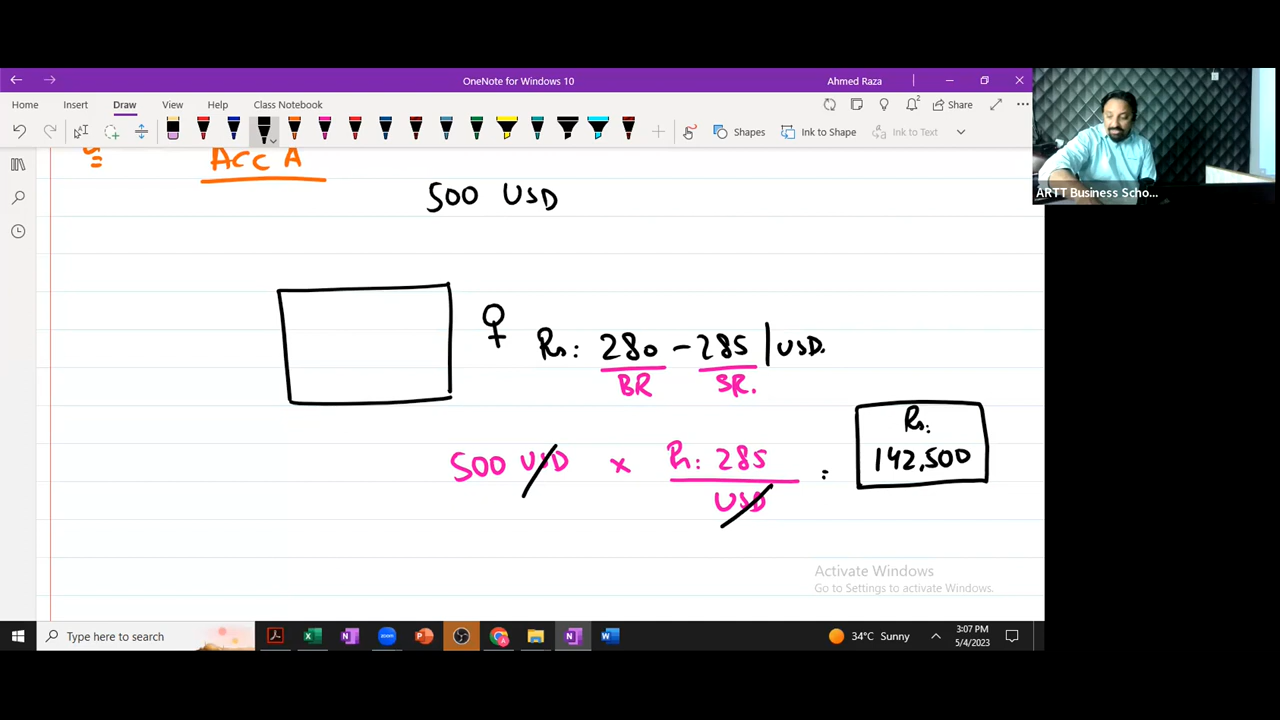 OneNote for Windows 10
Ahmed Raza
Home Insert Draw View Help Class Notebook
Share
Shapes Ink to Shape Ink to Text
ARTT Business Scho...
Acc A
500 USD
Rs: 280 - 285 | USD.
BR SR.
500 USD x Rs: 285 / USD =
Rs:
142,500
Activate Windows
Go to Settings to activate Windows.
Type here to search
34°C Sunny
3:07 PM
5/4/2023